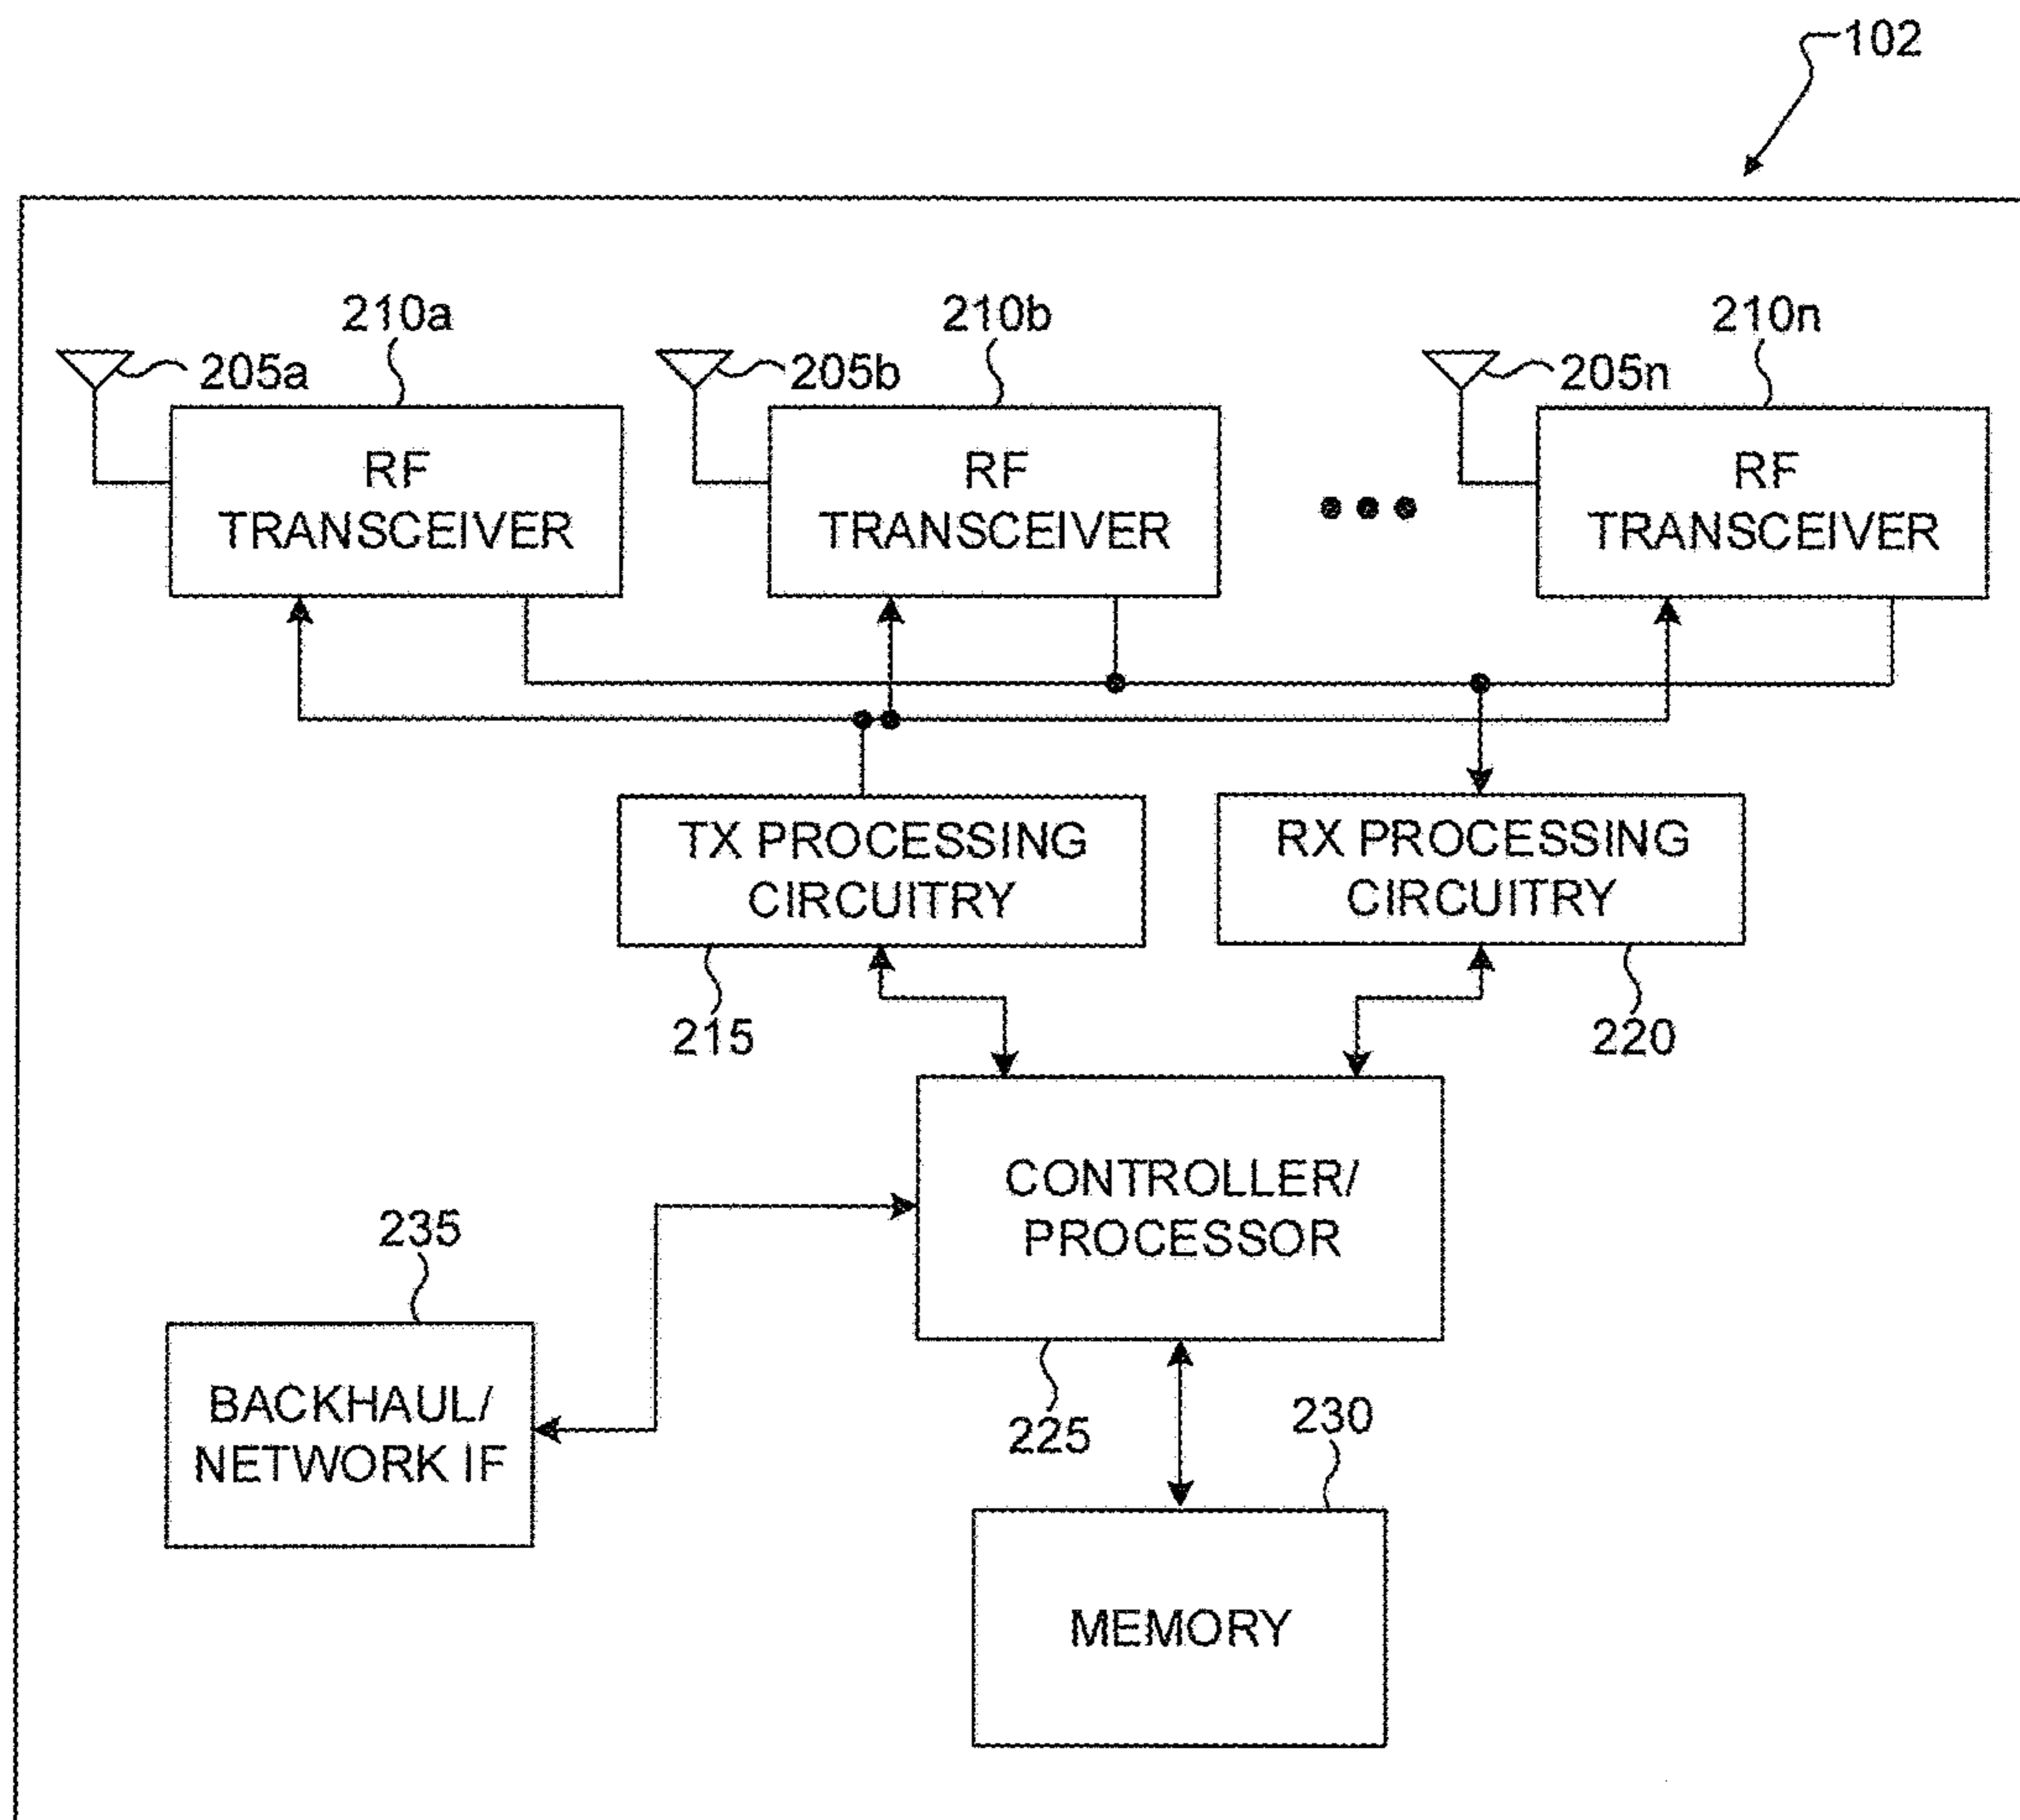 102
210a
210b
210n
205a
205b
205n
RF
TRANSCEIVER
RF
TRANSCEIVER
RF
TRANSCEIVER
TX PROCESSING
CIRCUITRY
RX PROCESSING
CIRCUITRY
215
220
CONTROLLER/
PROCESSOR
235
BACKHAUL/
NETWORK IF
225
230
MEMORY